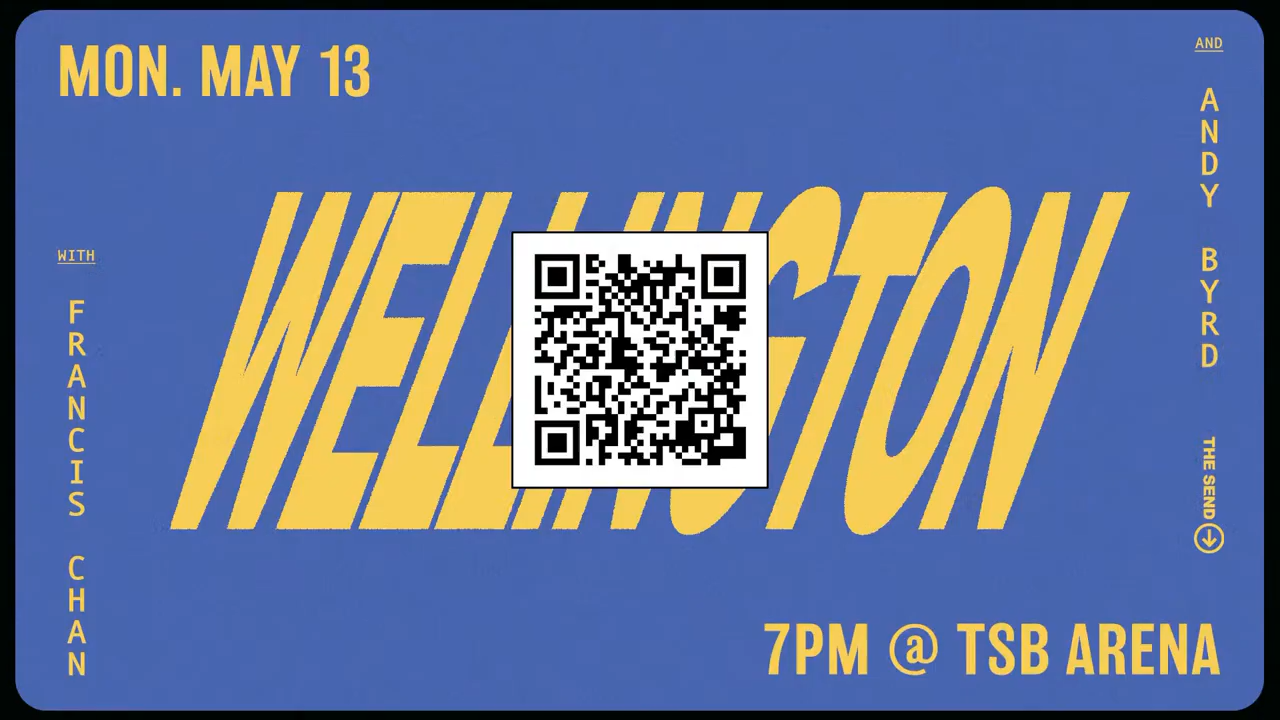 MON. MAY 13
AND
ANDY BYRD
WITH
FRANCIS CHAN
WELLINGTON
THE SEND
7PM @ TSB ARENA